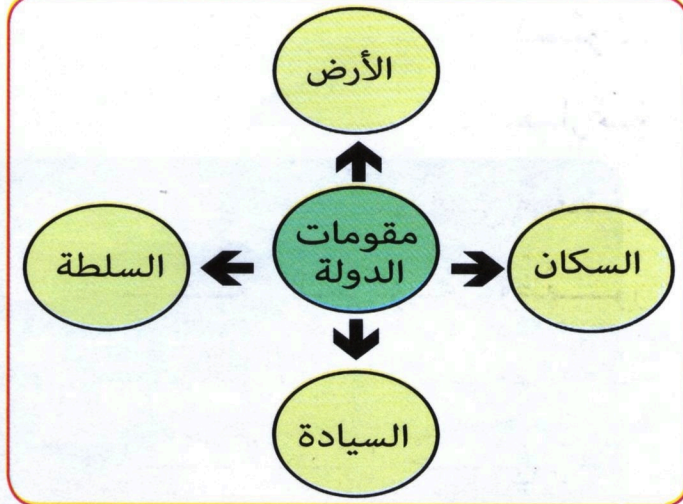 الأرض
مقومات
الدولة
السكان
السلطة
السيادة